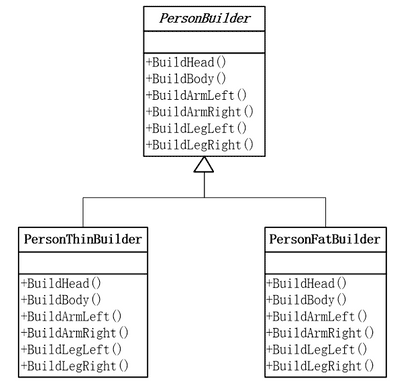 PersonBuilder
+BuildHead()
+BuildBody()
+BuildArmLeft()
+BuildArmRight()
+BuildLegLeft()
+BuildLegRight()
PersonThinBuilder
+BuildHead()
+BuildBody()
+BuildArmLeft()
+BuildArmRight()
+BuildLegLeft()
+BuildLegRight()
PersonFatBuilder
+BuildHead()
+BuildBody()
+BuildArmLeft()
+BuildArmRight()
+BuildLegLeft()
+BuildLegRight()